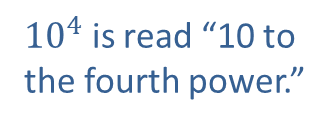 10⁴ is read “10 to
the fourth power.”